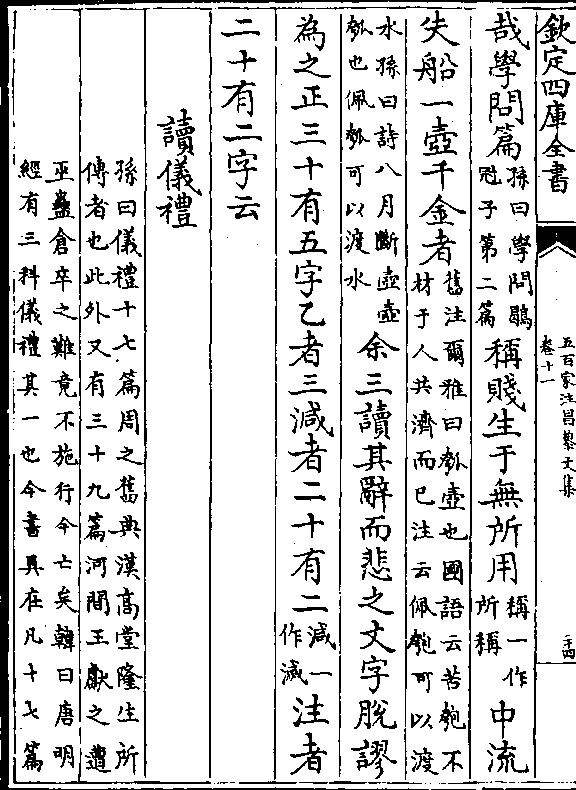 欽定四庫全書
五百家注昌黎文集
卷十一
二十四
哉學問篇孫曰學問鶡冠子第二篇稱賤生于無所用稱一作所稱中流
失船一壺千金者舊注爾雅曰瓠壺也國語云苦匏不材于人共濟而已注云佩匏可以渡
水孫曰詩八月斷壺壺瓠也佩瓠可以渡水余三讀其辭而悲之文字脫謬
為之正三十有五字乙者三減者二十有二減一作滅注者
二十有二字云
讀儀禮
孫曰儀禮十七篇周之舊典漢高堂隆生所
傳者也此外又有三十九篇河間王獻之遭
巫蠱倉卒之難竟不施行今亡矣韓曰唐明
經有三科儀禮其一也今書具在凡十七篇